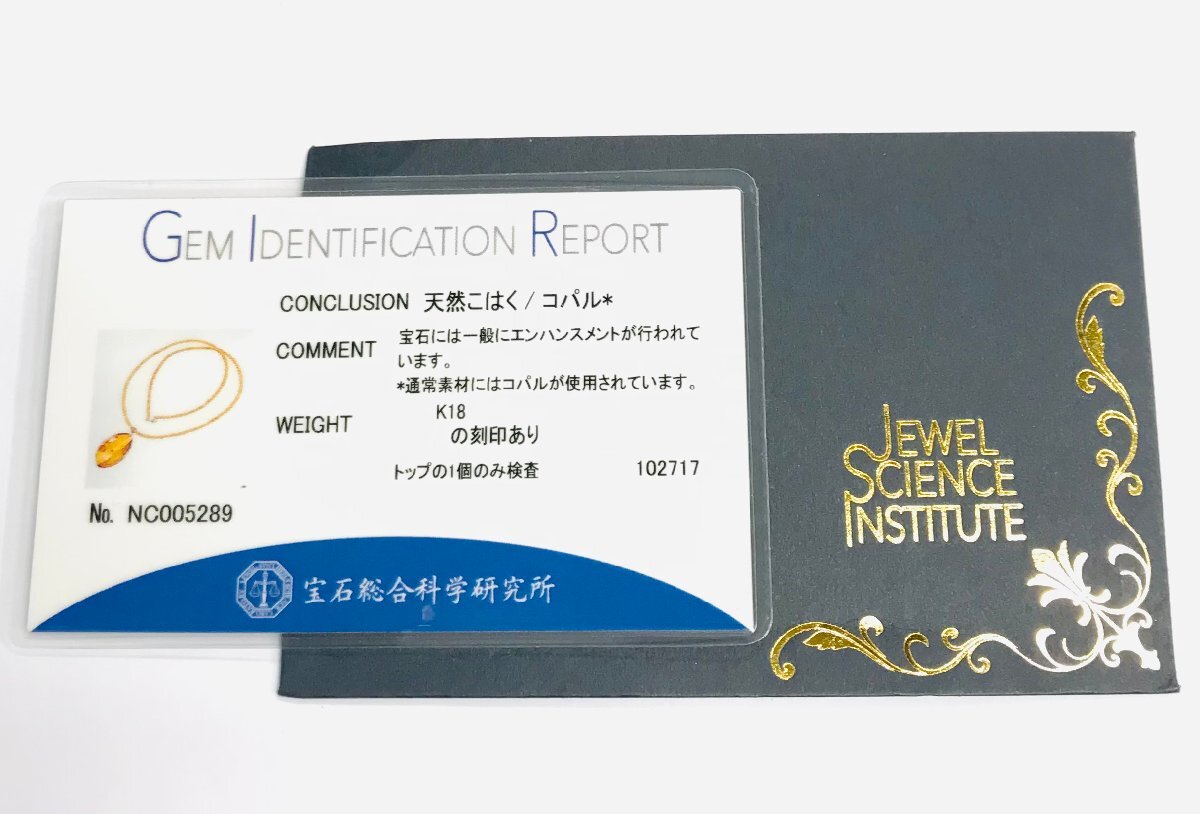 GEM IDENTIFICATION REPORT
CONCLUSION 天然こはく / コパル*
COMMENT 宝石には一般にエンハンスメントが行われて
います。
*通常素材にはコパルが使用されています。
WEIGHT K18
の刻印あり
トップの1個のみ検査 102717
No. NC005289
宝石総合科学研究所
JEWEL
SCIENCE
INSTITUTE